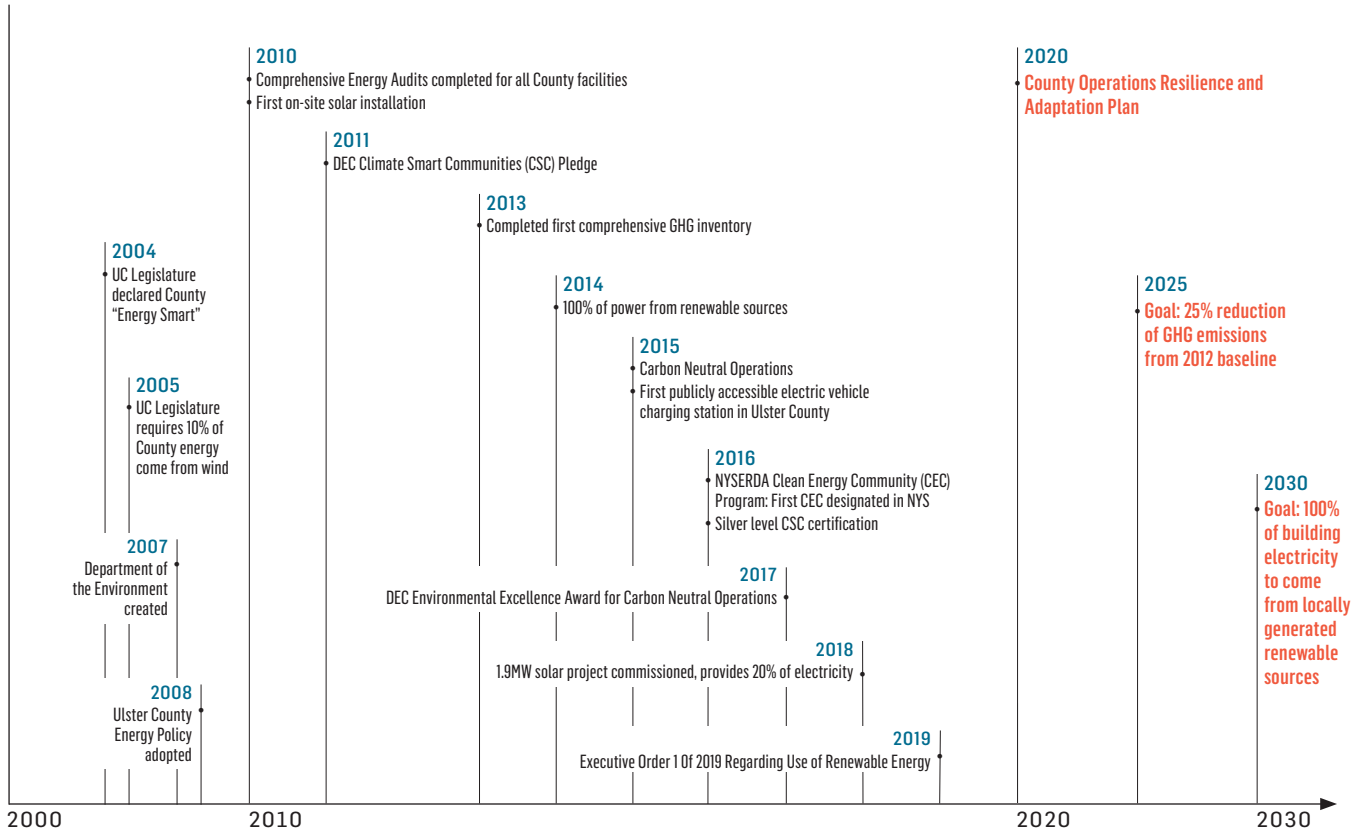 2010
Comprehensive Energy Audits completed for all County facilities
First on-site solar installation
2020
County Operations Resilience and
Adaptation Plan
2011
DEC Climate Smart Communities (CSC) Pledge
2013
Completed first comprehensive GHG inventory
2004
UC Legislature
declared County
“Energy Smart”
2014
100% of power from renewable sources
2025
Goal: 25% reduction
of GHG emissions
from 2012 baseline
2015
Carbon Neutral Operations
First publicly accessible electric vehicle
charging station in Ulster County
2005
UC Legislature
requires 10% of
County energy
come from wind
2016
NYSERDA Clean Energy Community (CEC)
Program: First CEC designated in NYS
Silver level CSC certification
2030
Goal: 100%
of building
electricity
to come
from locally
generated
renewable
sources
2007
Department of
the Environment
created
2017
DEC Environmental Excellence Award for Carbon Neutral Operations
2018
1.9MW solar project commissioned, provides 20% of electricity
2008
Ulster County
Energy Policy
adopted
2019
Executive Order 1 Of 2019 Regarding Use of Renewable Energy
2000
2010
2020
2030